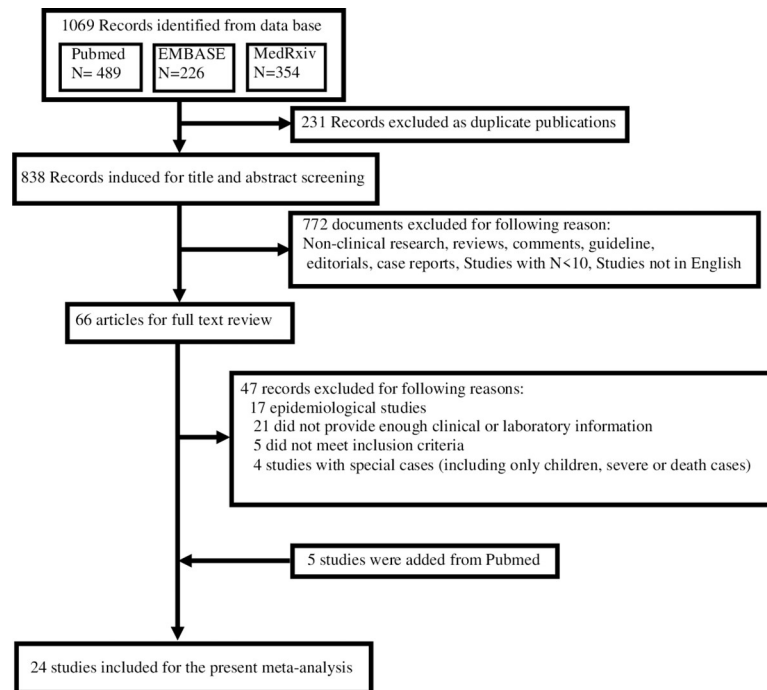 1069 Records identified from data base
Pubmed
N= 489
EMBASE
N=226
MedRxiv
N=354
231 Records excluded as duplicate publications
838 Records induced for title and abstract screening
772 documents excluded for following reason:
Non-clinical research, reviews, comments, guideline,
editorials, case reports, Studies with N<10, Studies not in English
66 articles for full text review
47 records excluded for following reasons:
17 epidemiological studies
21 did not provide enough clinical or laboratory information
5 did not meet inclusion criteria
4 studies with special cases (including only children, severe or death cases)
5 studies were added from Pubmed
24 studies included for the present meta-analysis